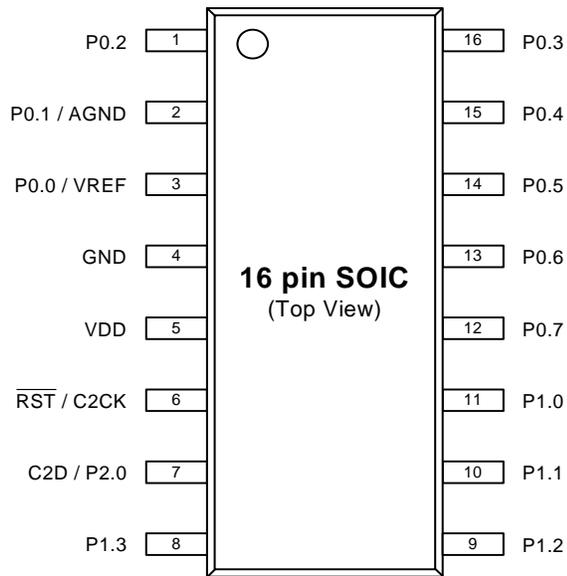 P0.2 1 16 P0.3
P0.1 / AGND 2 15 P0.4
P0.0 / VREF 3 14 P0.5
GND 4 13 P0.6
16 pin SOIC
(Top View)
VDD 5 12 P0.7
R̅S̅T̅ / C2CK 6 11 P1.0
C2D / P2.0 7 10 P1.1
P1.3 8 9 P1.2